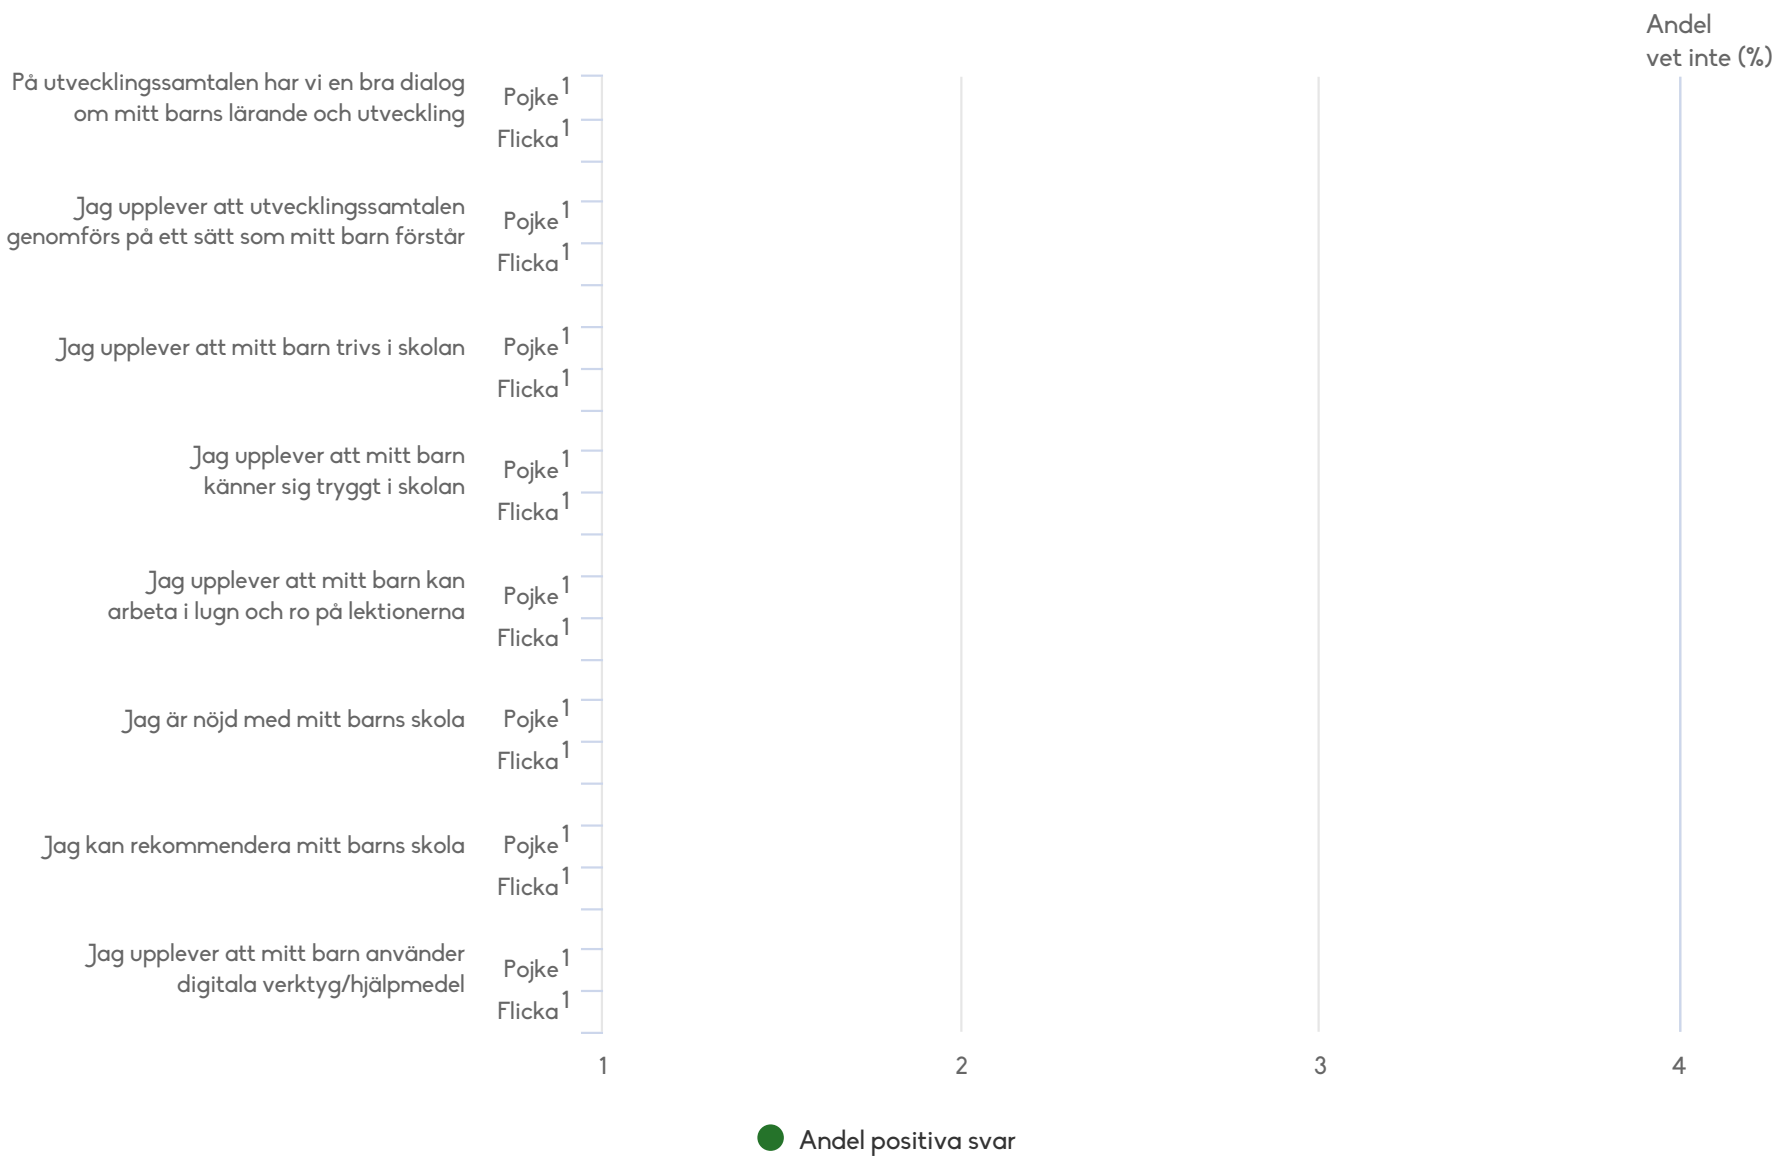 Andel
vet inte (%)
På utvecklingssamtalen har vi en bra dialog
om mitt barns lärande och utveckling
Pojke 1
Flicka 1
Jag upplever att utvecklingssamtalen
genomförs på ett sätt som mitt barn förstår
Pojke 1
Flicka 1
Jag upplever att mitt barn trivs i skolan
Pojke 1
Flicka 1
Jag upplever att mitt barn
känner sig tryggt i skolan
Pojke 1
Flicka 1
Jag upplever att mitt barn kan
arbeta i lugn och ro på lektionerna
Pojke 1
Flicka 1
Jag är nöjd med mitt barns skola
Pojke 1
Flicka 1
Jag kan rekommendera mitt barns skola
Pojke 1
Flicka 1
Jag upplever att mitt barn använder
digitala verktyg/hjälpmedel
Pojke 1
Flicka 1
1 2 3 4
Andel positiva svar